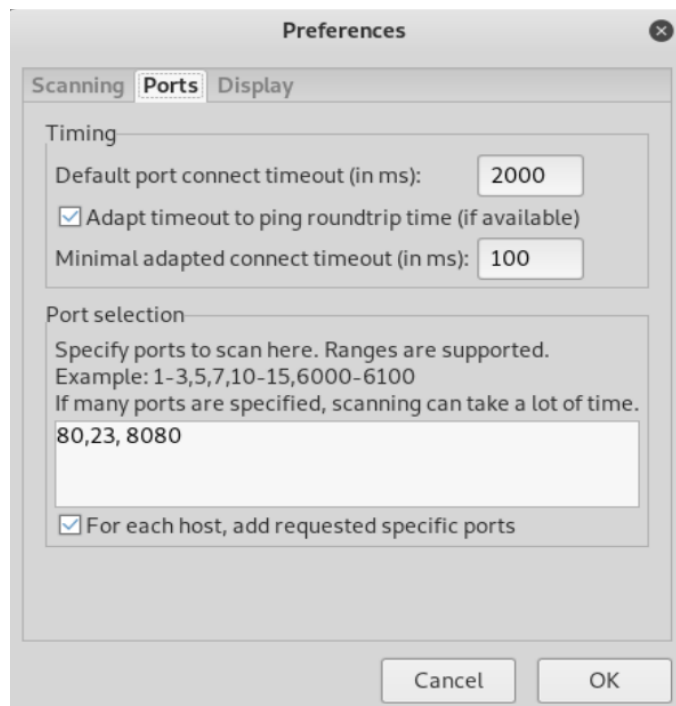 Preferences
Scanning Ports Display
Timing
Default port connect timeout (in ms): 2000
Adapt timeout to ping roundtrip time (if available)
Minimal adapted connect timeout (in ms): 100
Port selection
Specify ports to scan here. Ranges are supported.
Example: 1-3,5,7,10-15,6000-6100
If many ports are specified, scanning can take a lot of time.
80,23, 8080
For each host, add requested specific ports
Cancel OK